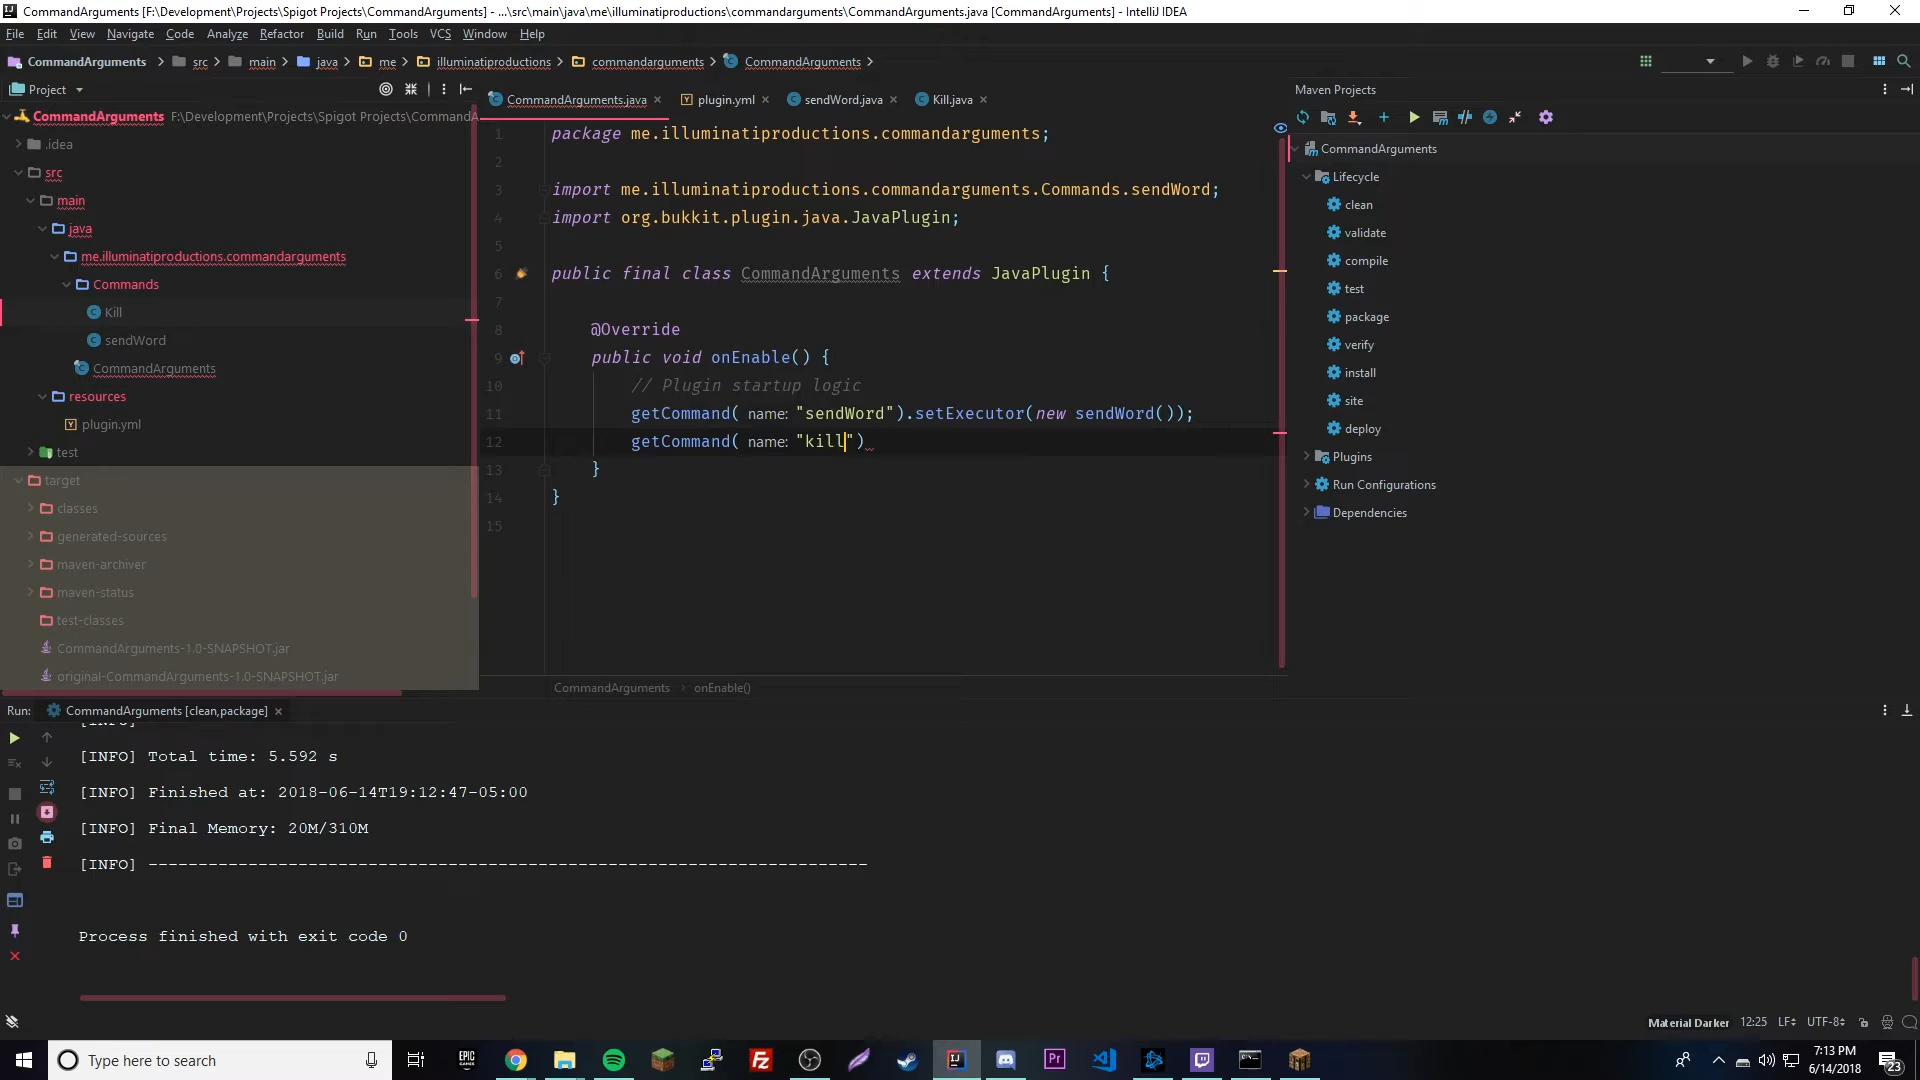 CommandArguments [F:\Development\Projects\Spigot Projects\CommandArguments] - ...\src\main\java\me\illuminatiproductions\commandarguments\CommandArguments.java [CommandArguments] - IntelliJ IDEA
File Edit View Navigate Code Analyze Refactor Build Run Tools VCS Window Help
CommandArguments src main java me illuminatiproductions commandarguments CommandArguments
Project
CommandArguments.java plugin.yml sendWord.java Kill.java
Maven Projects
CommandArguments F:\Development\Projects\Spigot Projects\CommandA
.idea
src
main
java
me.illuminatiproductions.commandarguments
Commands
Kill
sendWord
CommandArguments
resources
plugin.yml
test
target
classes
generated-sources
maven-archiver
maven-status
test-classes
CommandArguments-1.0-SNAPSHOT.jar
original-CommandArguments-1.0-SNAPSHOT.jar
1 package me.illuminatiproductions.commandarguments;
2
3 import me.illuminatiproductions.commandarguments.Commands.sendWord;
4 import org.bukkit.plugin.java.JavaPlugin;
5
6 public final class CommandArguments extends JavaPlugin {
7
8 @Override
9 public void onEnable() {
10 // Plugin startup logic
11 getCommand( name: "sendWord").setExecutor(new sendWord());
12 getCommand( name: "kill")
13 }
14 }
15
CommandArguments onEnable()
CommandArguments
Lifecycle
clean
validate
compile
test
package
verify
install
site
deploy
Plugins
Run Configurations
Dependencies
Run: CommandArguments [clean,package]
[INFO]
[INFO] Total time: 5.592 s
[INFO] Finished at: 2018-06-14T19:12:47-05:00
[INFO] Final Memory: 20M/310M
[INFO] ------------------------------------------------------------------------
Process finished with exit code 0
Material Darker 12:25 LF UTF-8
Type here to search
EPIC GAMES
7:13 PM
6/14/2018
23